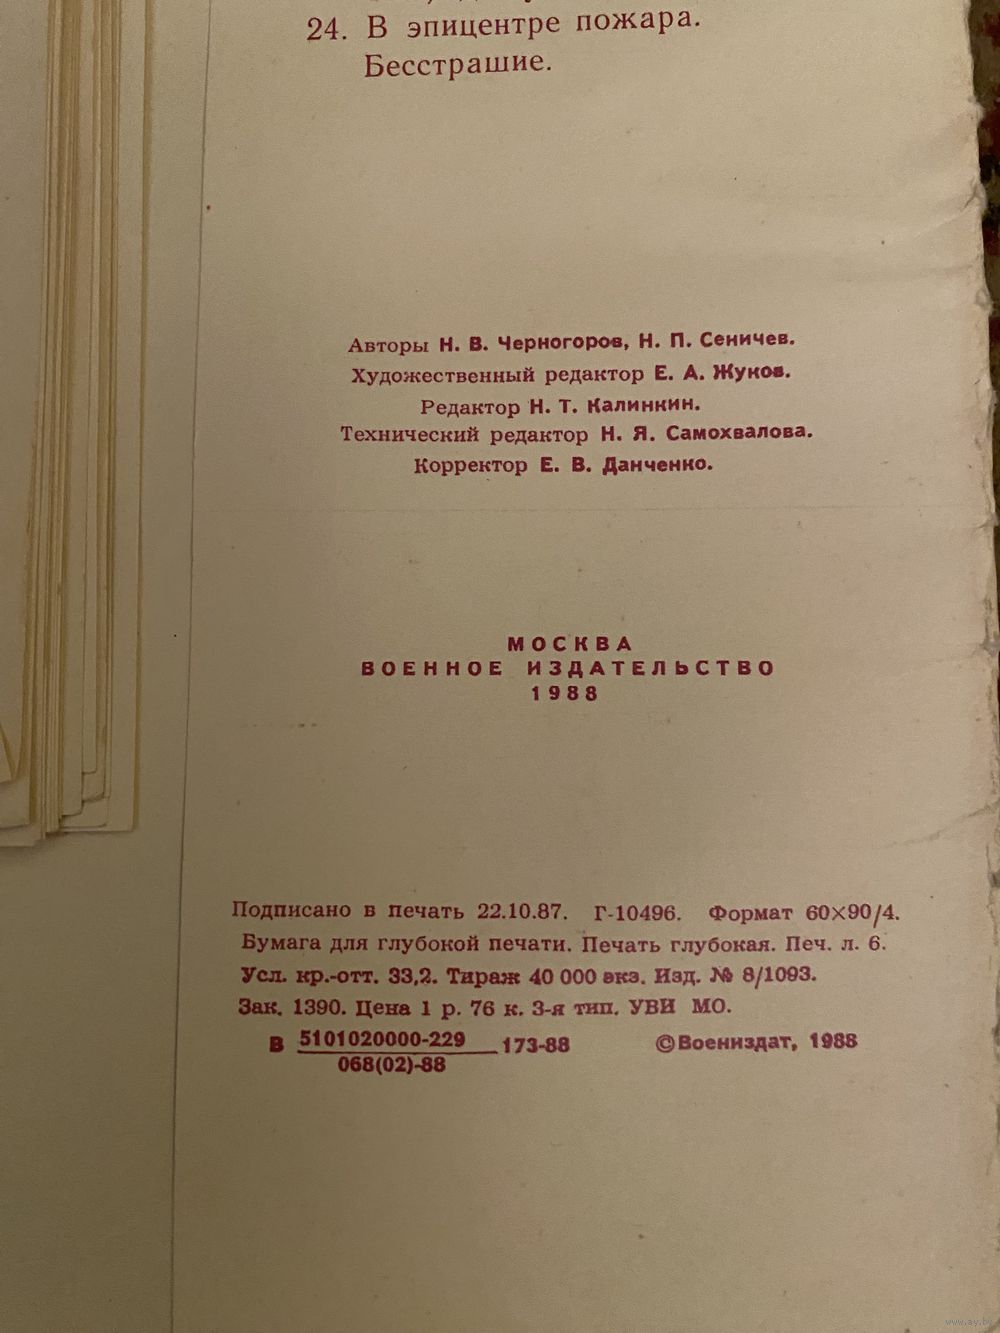 24. В эпицентре пожара.
Бесстрашие.
Авторы Н. В. Черногоров, Н. П. Сеничев.
Художественный редактор Е. А. Жуков.
Редактор Н. Т. Калинкин.
Технический редактор Н. Я. Самохвалова.
Корректор Е. В. Данченко.
МОСКВА
ВОЕННОЕ ИЗДАТЕЛЬСТВО
1988
Подписано в печать 22.10.87. Г-10496. Формат 60×90/4.
Бумага для глубокой печати. Печать глубокая. Печ. л. 6.
Усл. кр.-отт. 33,2. Тираж 40 000 экз. Изд. № 8/1093.
Зак. 1390. Цена 1 р. 76 к. 3-я тип. УВИ МО.
В 5101020000-229 173-88 ©Воениздат, 1988
068(02)-88
www.ay.by